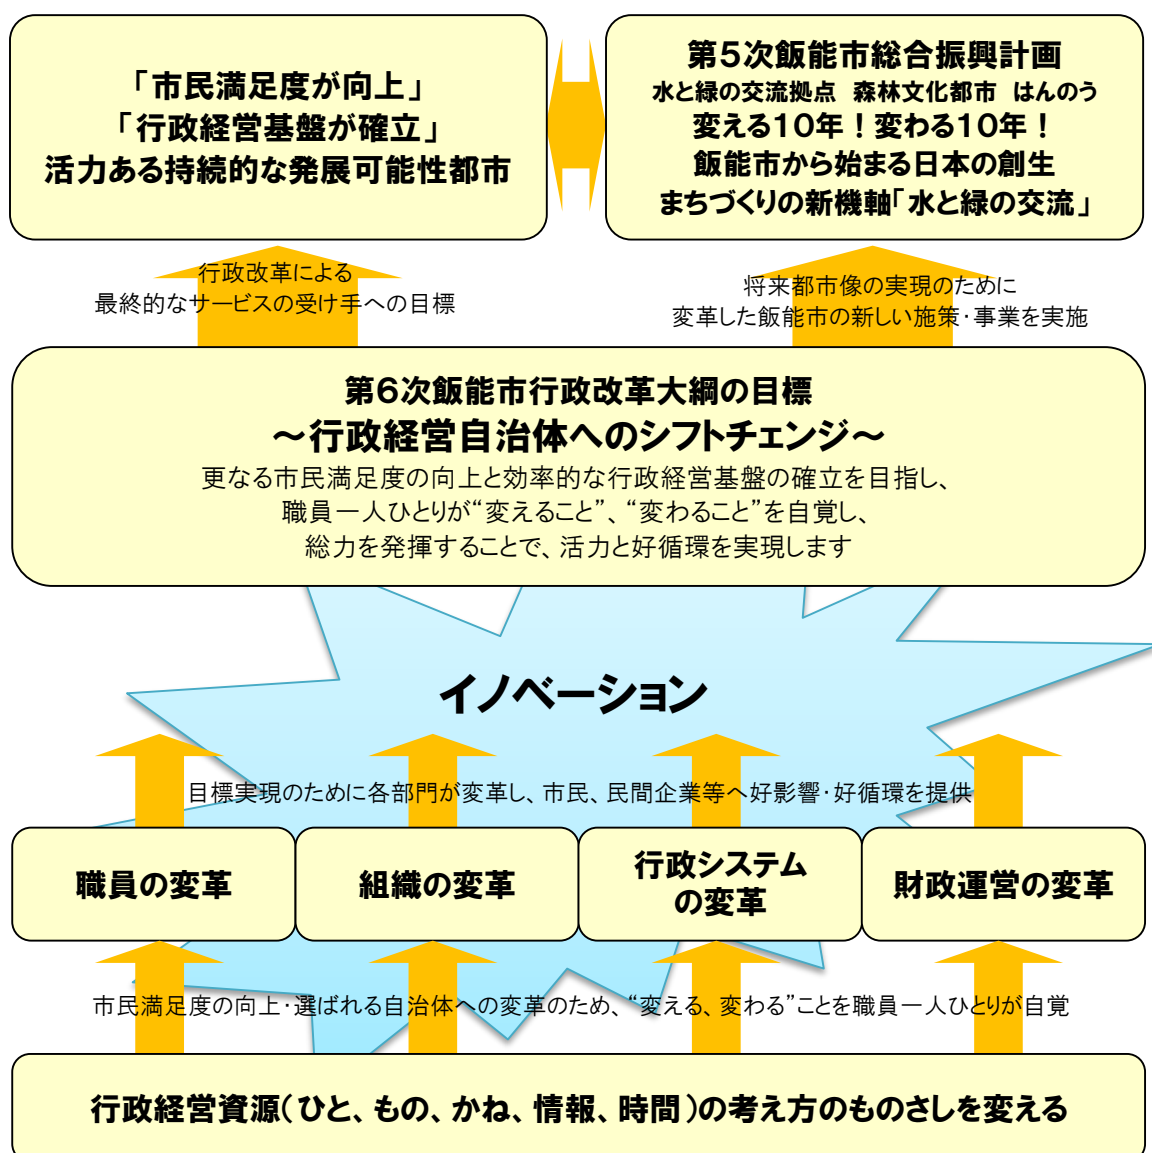 「市民満足度が向上」
「行政経営基盤が確立」
活力ある持続的な発展可能性都市
第5次飯能市総合振興計画
水と緑の交流拠点 森林文化都市 はんのう
変える10年！変わる10年！
飯能市から始まる日本の創生
まちづくりの新機軸「水と緑の交流」
行政改革による
最終的なサービスの受け手への目標
将来都市像の実現のために
変革した飯能市の新しい施策・事業を実施
第6次飯能市行政改革大綱の目標
～行政経営自治体へのシフトチェンジ～
更なる市民満足度の向上と効率的な行政経営基盤の確立を目指し、
職員一人ひとりが“変えること”、“変わること”を自覚し、
総力を発揮することで、活力と好循環を実現します
イノベーション
目標実現のために各部門が変革し、市民、民間企業等へ好影響・好循環を提供
職員の変革
組織の変革
行政システム
の変革
財政運営の変革
市民満足度の向上・選ばれる自治体への変革のため、“変える、変わる”ことを職員一人ひとりが自覚
行政経営資源（ひと、もの、かね、情報、時間）の考え方のものさしを変える